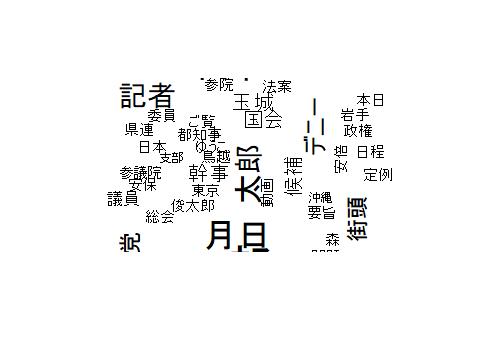 参院
法案
記者
玉城
本日
委員
ご覧
国会
岩手
デニー
県連
都知事
政権
日本
ゆうこ
支部
鳥越
太郎
安倍
日程
参議院
幹事
候補
定例
安保
東京
動画
議員
俊太郎
沖縄
要旨
街頭
総会
月
日
党
森